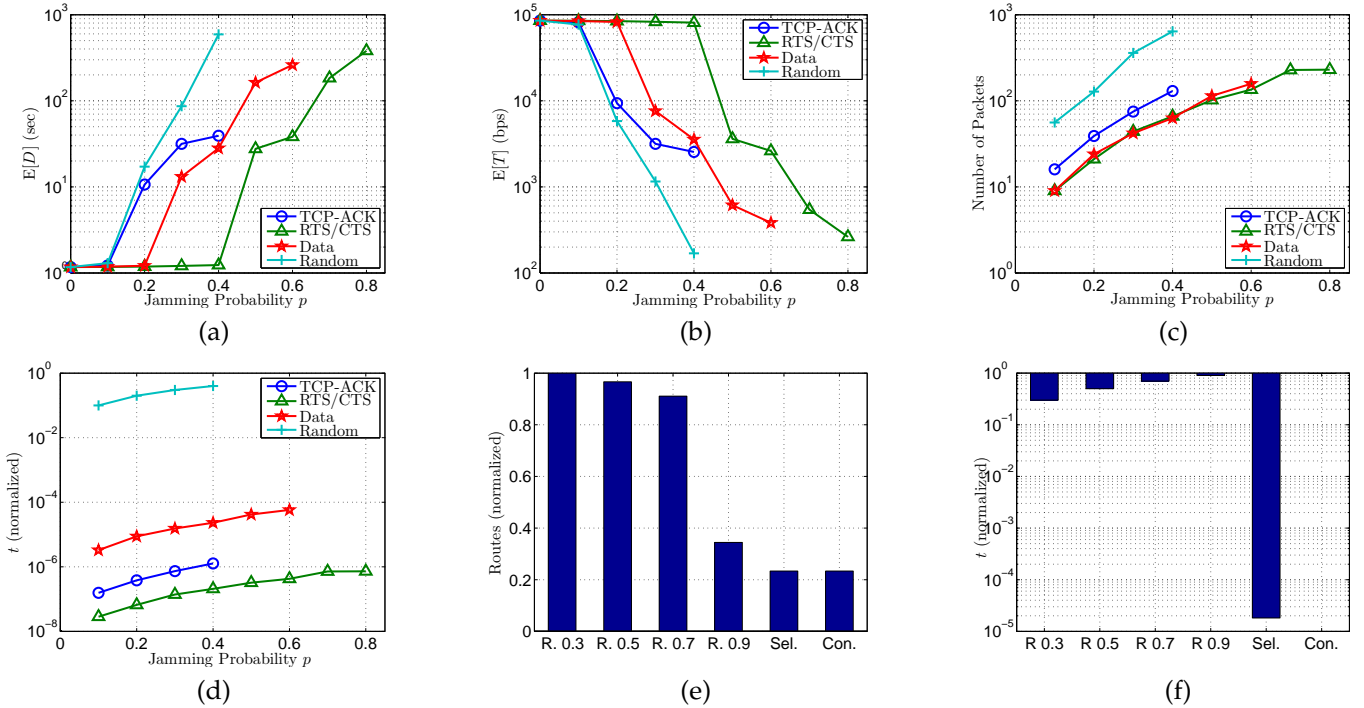 10^3
10^2
10^1
10^0
E[D] (sec)
0
0.2
0.4
0.6
0.8
Jamming Probability p
TCP-ACK
RTS/CTS
Data
Random
(a)
10^5
10^4
10^3
10^2
E[T] (bps)
0
0.2
0.4
0.6
0.8
Jamming Probability p
TCP-ACK
RTS/CTS
Data
Random
(b)
10^3
10^2
10^1
10^0
Number of Packets
0
0.2
0.4
0.6
0.8
Jamming Probability p
TCP-ACK
RTS/CTS
Data
Random
(c)
10^0
10^−2
10^−4
10^−6
10^−8
t (normalized)
0
0.2
0.4
0.6
0.8
Jamming Probability p
TCP-ACK
RTS/CTS
Data
Random
(d)
1
0.8
0.6
0.4
0.2
0
Routes (normalized)
R. 0.3 R. 0.5 R. 0.7 R. 0.9 Sel. Con.
(e)
10^0
10^−1
10^−2
10^−3
10^−4
10^−5
t (normalized)
R 0.3 R 0.5 R 0.7 R 0.9 Sel. Con.
(f)